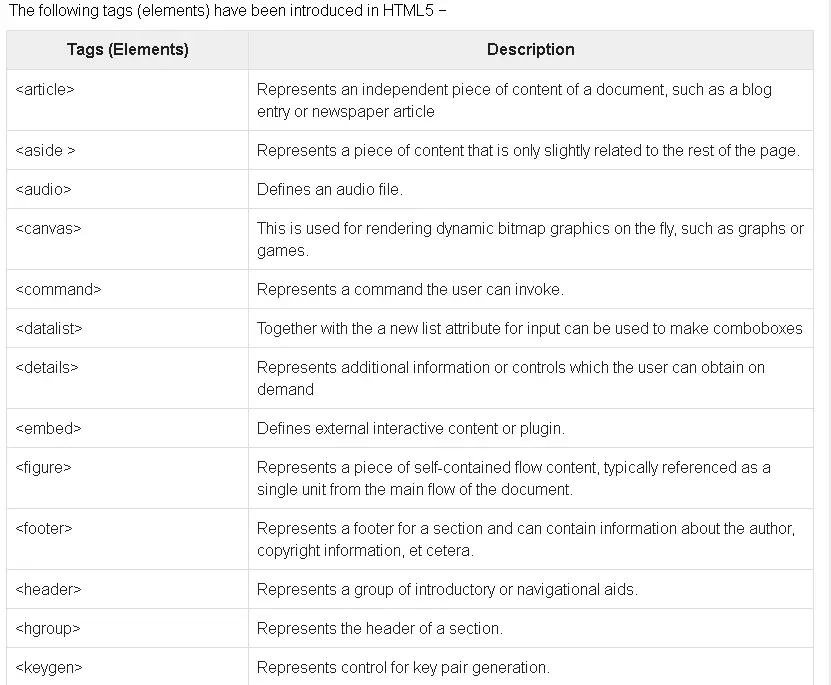 The following tags (elements) have been introduced in HTML5 −
Tags (Elements) Description
<article> Represents an independent piece of content of a document, such as a blog
entry or newspaper article
<aside > Represents a piece of content that is only slightly related to the rest of the page.
<audio> Defines an audio file.
<canvas> This is used for rendering dynamic bitmap graphics on the fly, such as graphs or
games.
<command> Represents a command the user can invoke.
<datalist> Together with the a new list attribute for input can be used to make comboboxes
<details> Represents additional information or controls which the user can obtain on
demand
<embed> Defines external interactive content or plugin.
<figure> Represents a piece of self-contained flow content, typically referenced as a
single unit from the main flow of the document.
<footer> Represents a footer for a section and can contain information about the author,
copyright information, et cetera.
<header> Represents a group of introductory or navigational aids.
<hgroup> Represents the header of a section.
<keygen> Represents control for key pair generation.